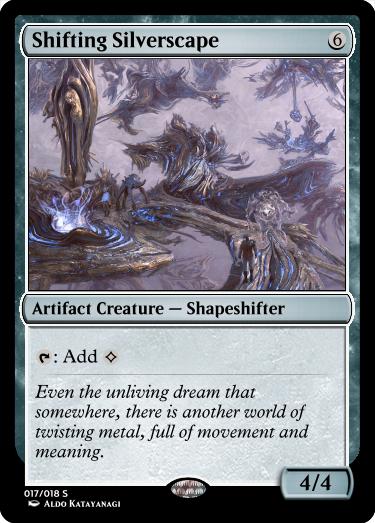 Shifting Silverscape 6
Artifact Creature — Shapeshifter
: Add
Even the unliving dream that
somewhere, there is another world of
twisting metal, full of movement and
meaning.
4/4
017/018 S
Aldo Katayanagi